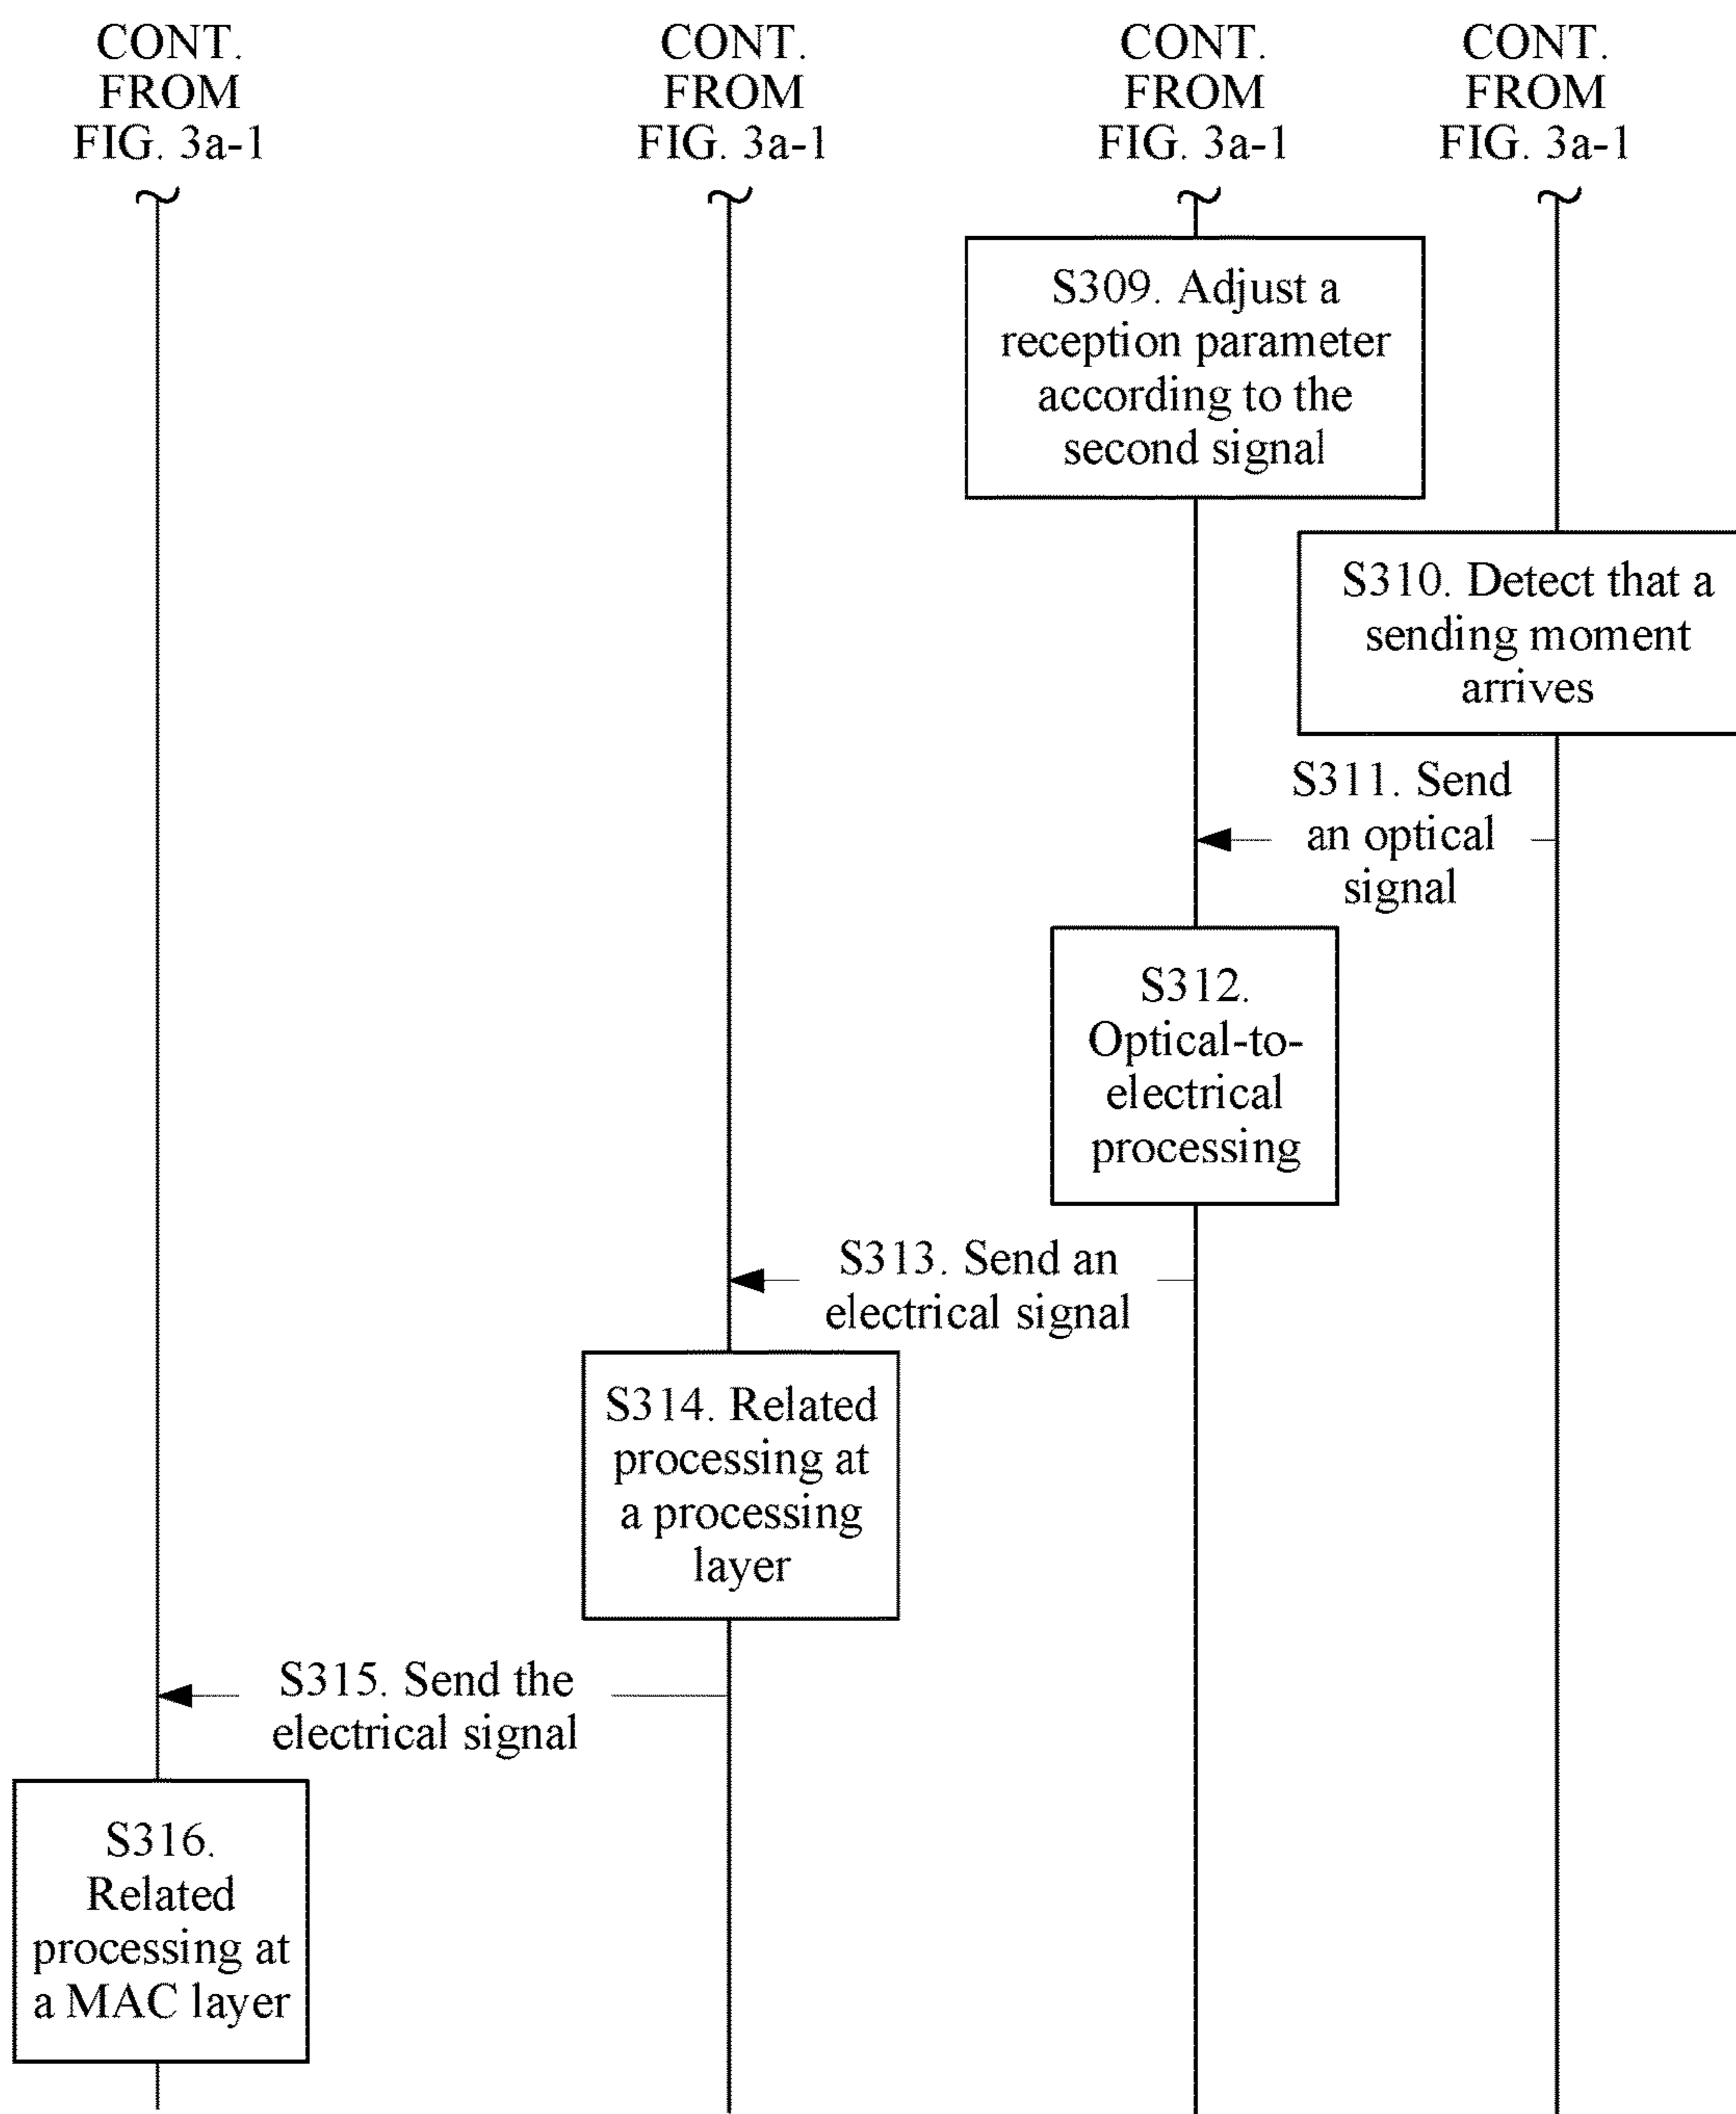 CONT.
FROM
FIG. 3a-1
CONT.
FROM
FIG. 3a-1
CONT.
FROM
FIG. 3a-1
CONT.
FROM
FIG. 3a-1
S309. Adjust a
reception parameter
according to the
second signal
S310. Detect that a
sending moment
arrives
S311. Send
an optical
signal
S312.
Optical-to-
electrical
processing
S313. Send an
electrical signal
S314. Related
processing at
a processing
layer
S315. Send the
electrical signal
S316.
Related
processing at
a MAC layer